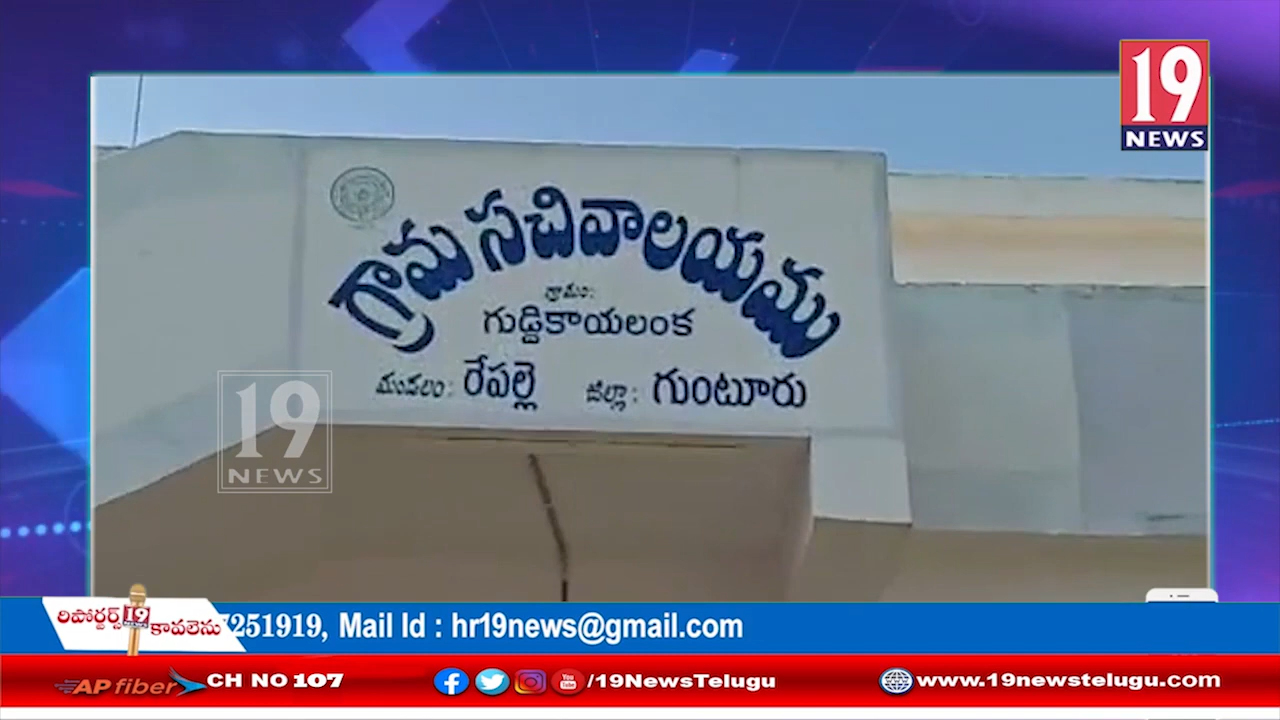 19
NEWS
గ్రామ సచివాలయము
గ్రామం:
గుడ్డికాయలంక
మండలం: రేపల్లె జిల్లా: గుంటూరు
19
NEWS
రిపోర్టర్స్ 19 కావలెను
7251919, Mail Id : hr19news@gmail.com
AP fiber CH NO 107 /19NewsTelugu www.19newstelugu.com